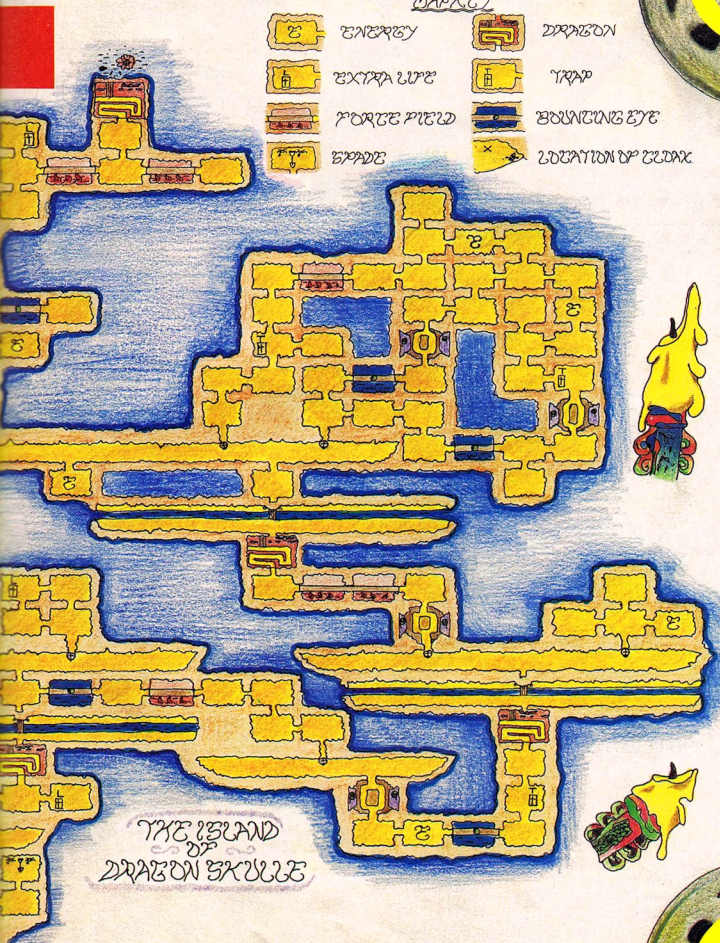 ENERGY
DRAGON
EXTRA LIFE
TRAP
FORCE FIELD
BOUNCING EYE
SPADE
X
LOCATION OF CLOAK
E
E
E
E
E
E
E
THE ISLAND
OF
DRAGON SKULLE